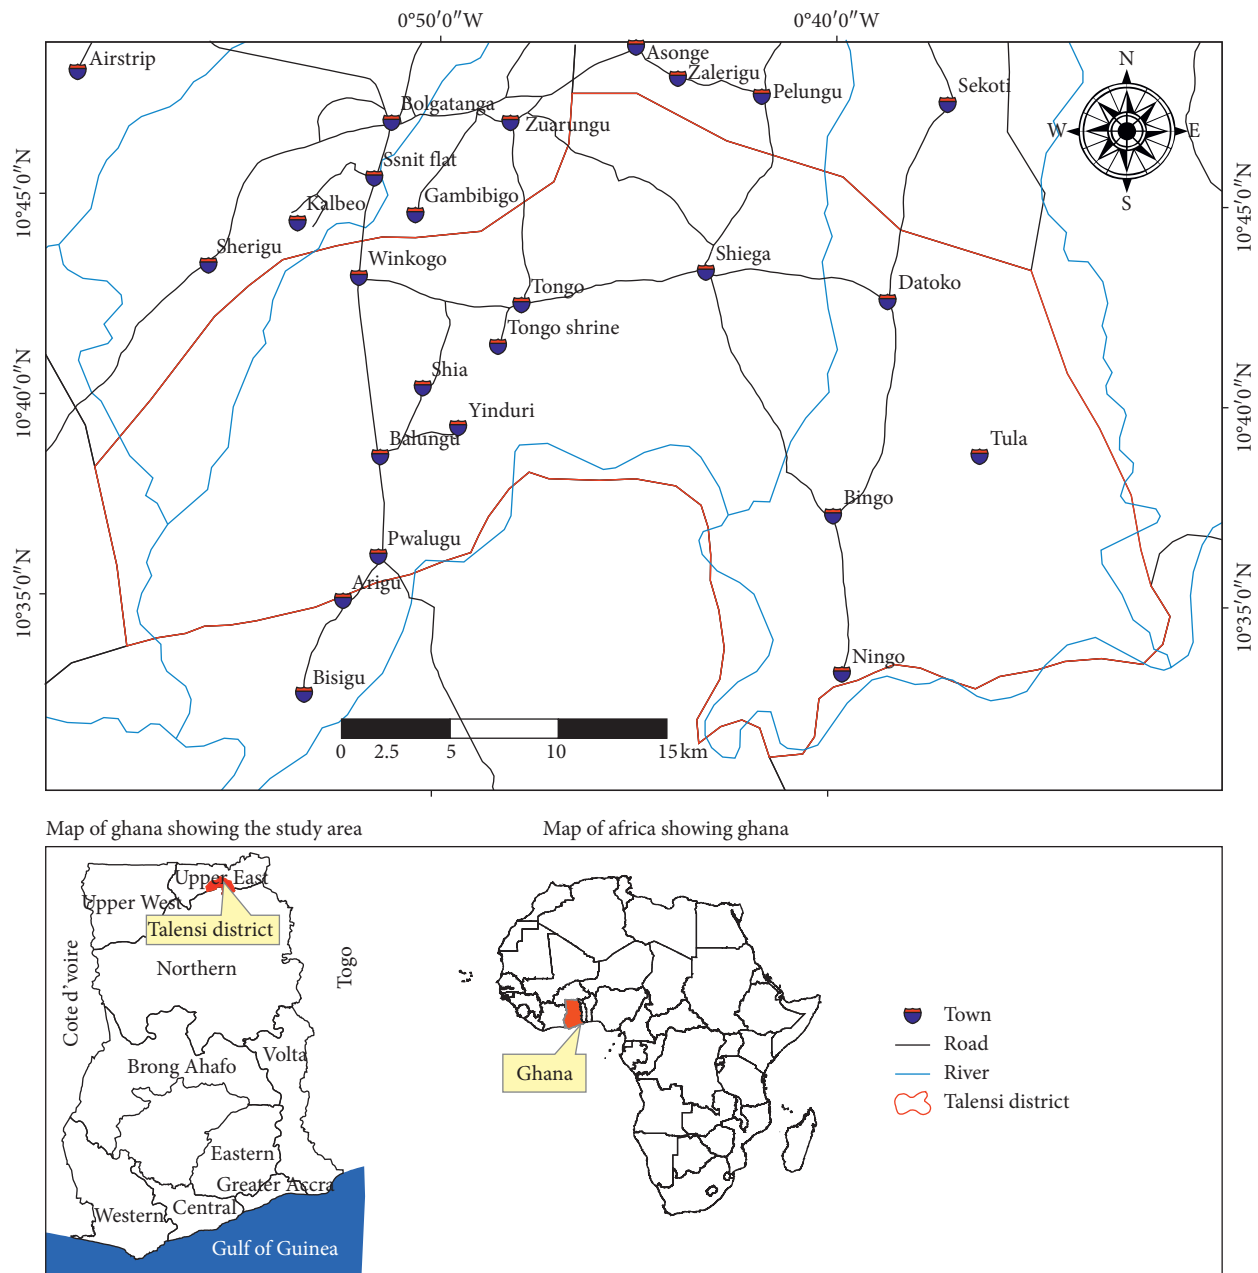 0°50′0″W
0°40′0″W
Airstrip
Asonge
Zalerigu
Pelungu
Sekoti
N
W
E
S
Bolgatanga
Zuarungu
Ssnit flat
Gambibigo
Kalbeo
Sherigu
Winkogo
Shiega
Datoko
Tongo
Tongo shrine
Shia
Yinduri
Balungu
Tula
Bingo
Pwalugu
Arigu
Ningo
Bisigu
10°45′0″N
10°40′0″N
10°35′0″N
10°45′0″N
10°40′0″N
10°35′0″N
0 2.5 5 10 15 km
Map of ghana showing the study area
Map of africa showing ghana
Upper East
Upper West
Talensi district
Northern
Cote d'voire
Togo
Brong Ahafo
Volta
Eastern
Greater Accra
Central
Western
Gulf of Guinea
Ghana
Town
Road
River
Talensi district